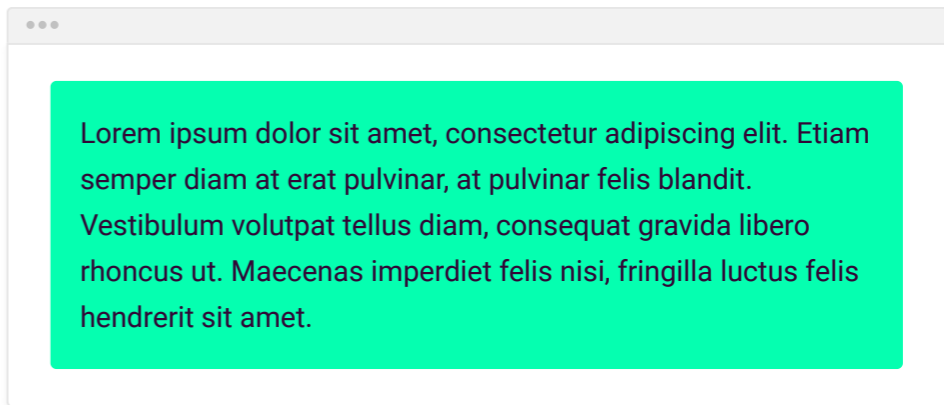 Lorem ipsum dolor sit amet, consectetur adipiscing elit. Etiam
semper diam at erat pulvinar, at pulvinar felis blandit.
Vestibulum volutpat tellus diam, consequat gravida libero
rhoncus ut. Maecenas imperdiet felis nisi, fringilla luctus felis
hendrerit sit amet.